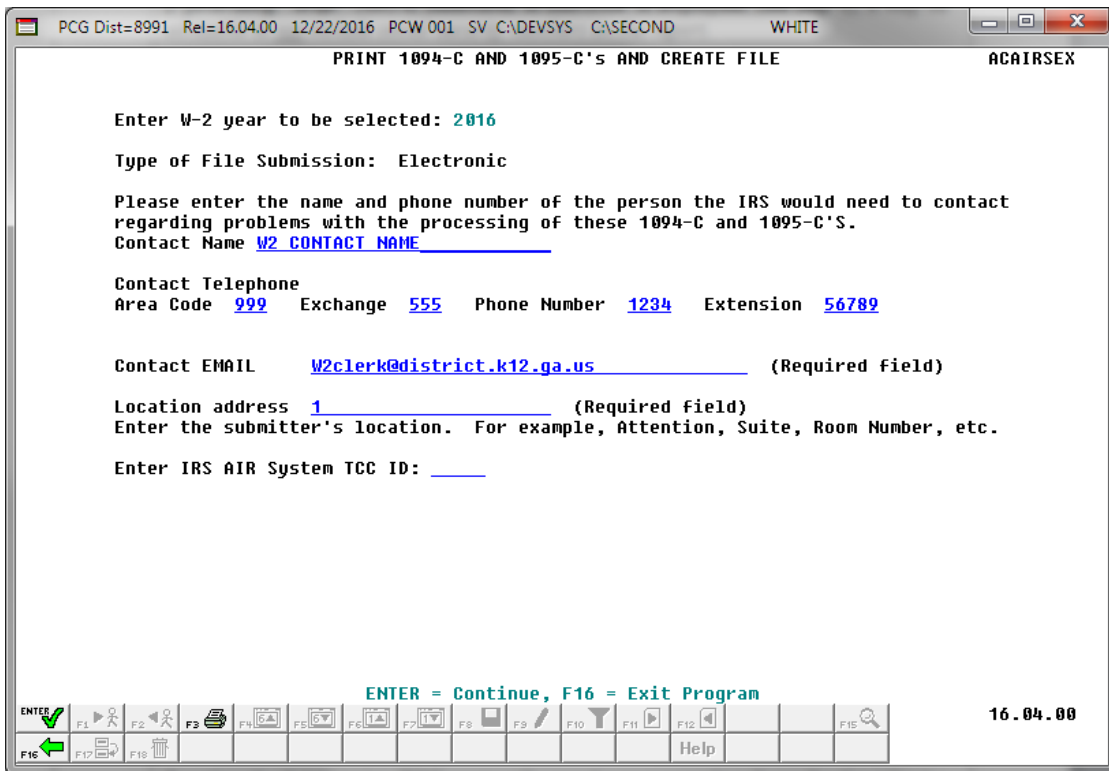 PCG Dist=8991 Rel=16.04.00 12/22/2016 PCW 001 SV C:\DEVSYS C:\SECOND WHITE
PRINT 1094-C AND 1095-C's AND CREATE FILE ACAIRSEX
Enter W-2 year to be selected: 2016
Type of File Submission: Electronic
Please enter the name and phone number of the person the IRS would need to contact
regarding problems with the processing of these 1094-C and 1095-C'S.
Contact Name W2 CONTACT NAME
Contact Telephone
Area Code 999 Exchange 555 Phone Number 1234 Extension 56789
Contact EMAIL W2clerk@district.k12.ga.us (Required field)
Location address 1 (Required field)
Enter the submitter's location. For example, Attention, Suite, Room Number, etc.
Enter IRS AIR System TCC ID:
ENTER = Continue, F16 = Exit Program
ENTER F1 F2 F3 F4 F5 F6 F7 F8 F9 F10 F11 F12 F15 16.04.00
F16 F17 F18 Help